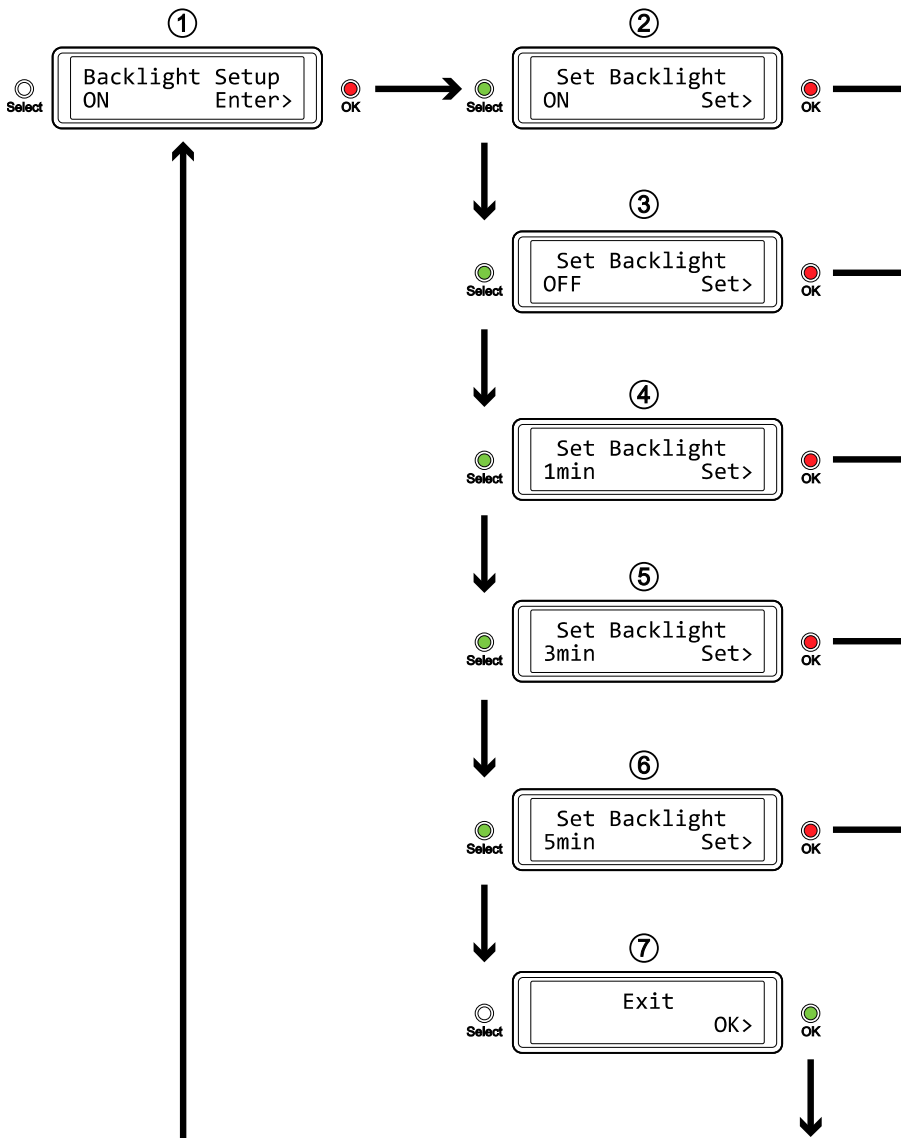 ①
Backlight Setup
ON Enter>
Select
OK
②
Set Backlight
ON Set>
Select
OK
③
Set Backlight
OFF Set>
Select
OK
④
Set Backlight
1min Set>
Select
OK
⑤
Set Backlight
3min Set>
Select
OK
⑥
Set Backlight
5min Set>
Select
OK
⑦
Exit
OK>
Select
OK